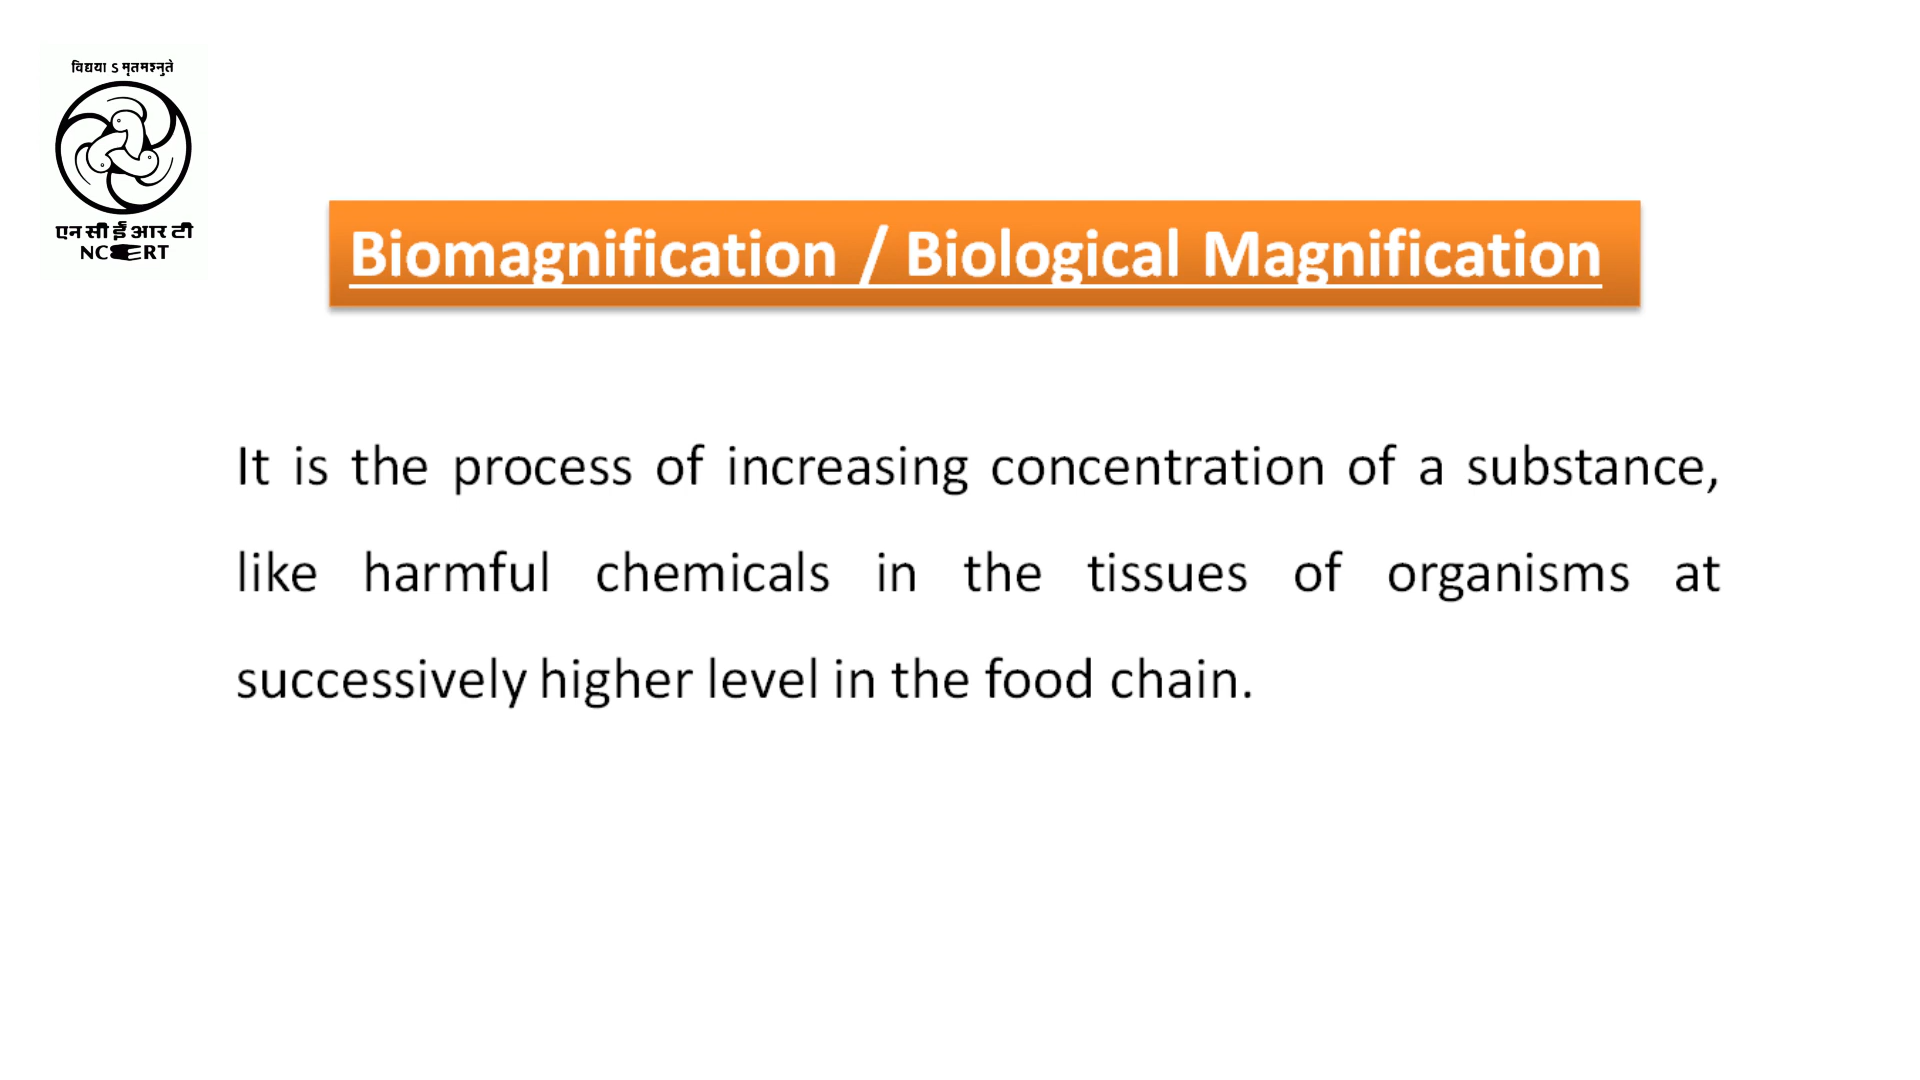 विद्यया ऽ मृतमश्नुते
एन सी ई आर टी
NCERT
Biomagnification / Biological Magnification
It is the process of increasing concentration of a substance,
like harmful chemicals in the tissues of organisms at
successively higher level in the food chain.